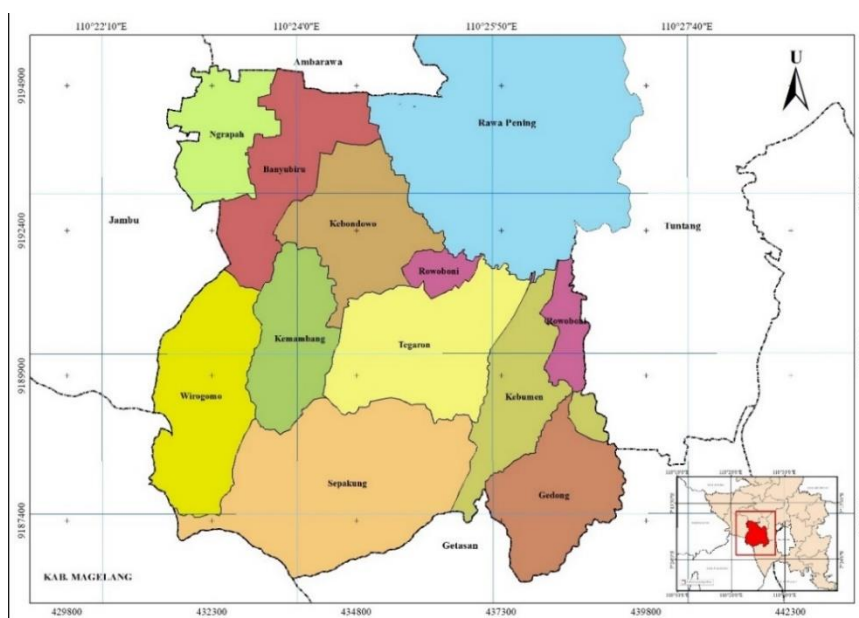 110°22'10"E 110°24'0"E 110°25'50"E 110°27'40"E
Ambarawa
U
9194900
Rawa Pening
Ngrapah
Banyubiru
Jambu
Kebondowo
Tuntang
9192400
Rowoboni
Rowoboni
Kemambang
Tegaron
9189900
Wirogomo
Kebumen
Sepakung
Gedong
9187400
Getasan
KAB. MAGELANG
429800 432300 434800 437300 439800 442300